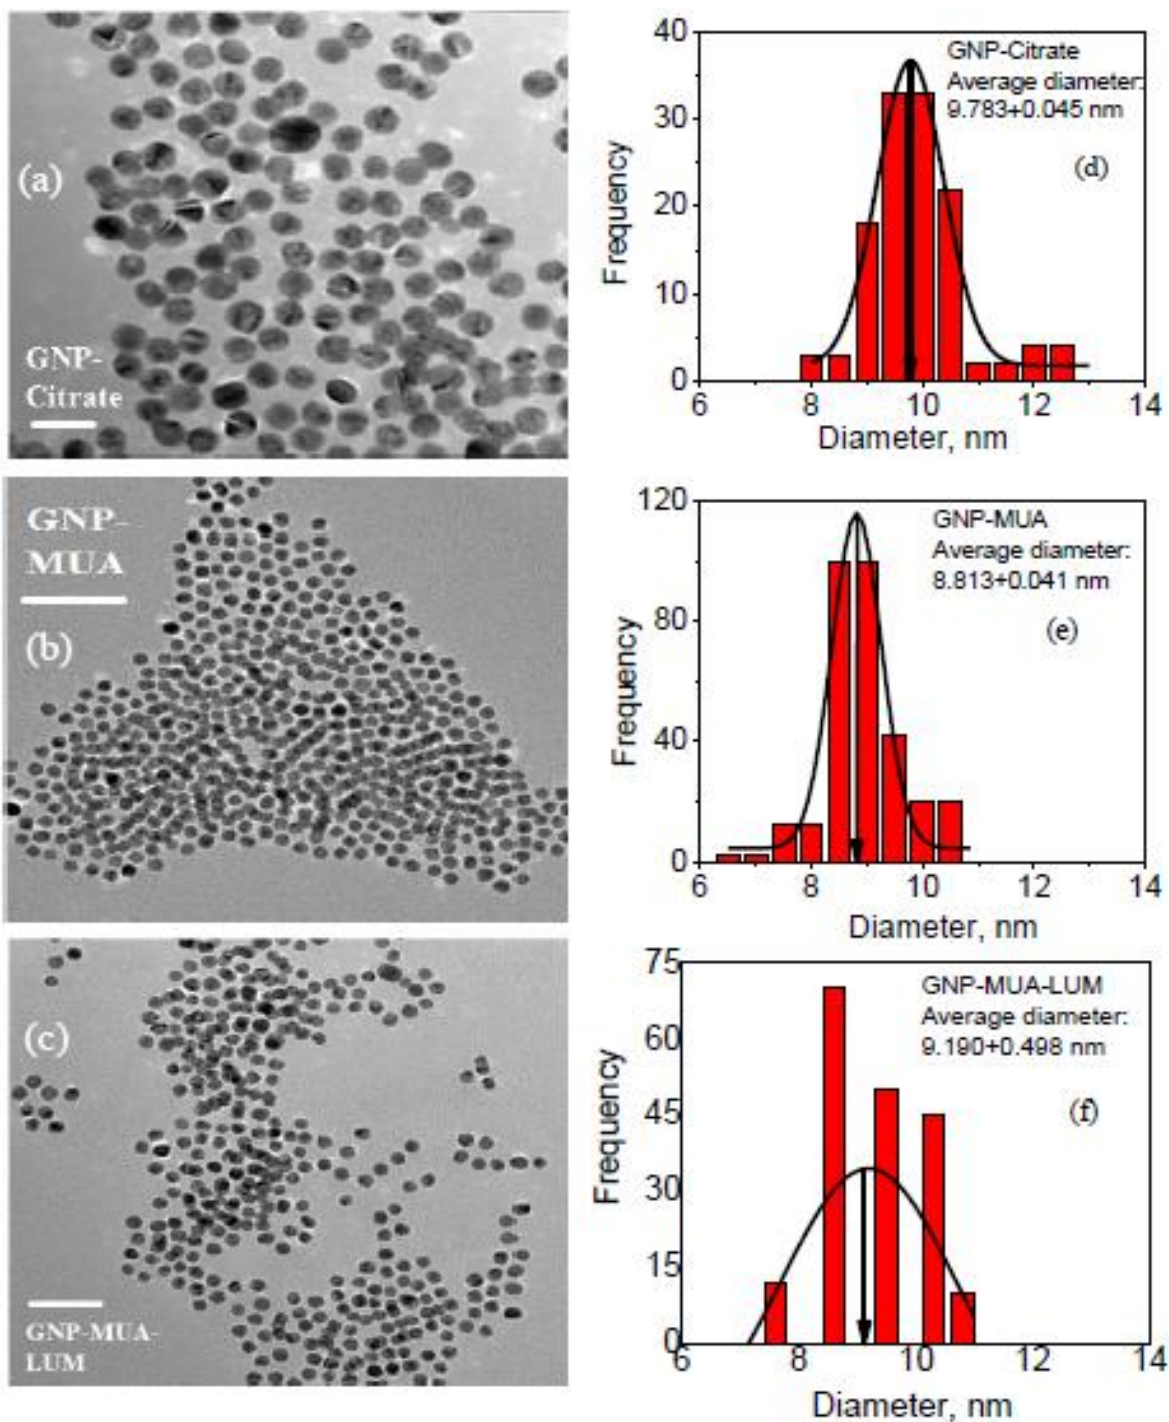 (a)
GNP-
Citrate
40
30
20
10
0
Frequency
GNP-Citrate
Average diameter:
9.783+0.045 nm
(d)
6
8
10
12
14
Diameter, nm
GNP-
MUA
(b)
120
80
40
0
Frequency
GNP-MUA
Average diameter:
8.813+0.041 nm
(e)
6
8
10
12
14
Diameter, nm
(c)
GNP-MUA-
LUM
75
60
45
30
15
0
Frequency
GNP-MUA-LUM
Average diameter:
9.190+0.498 nm
(f)
6
8
10
12
14
Diameter, nm